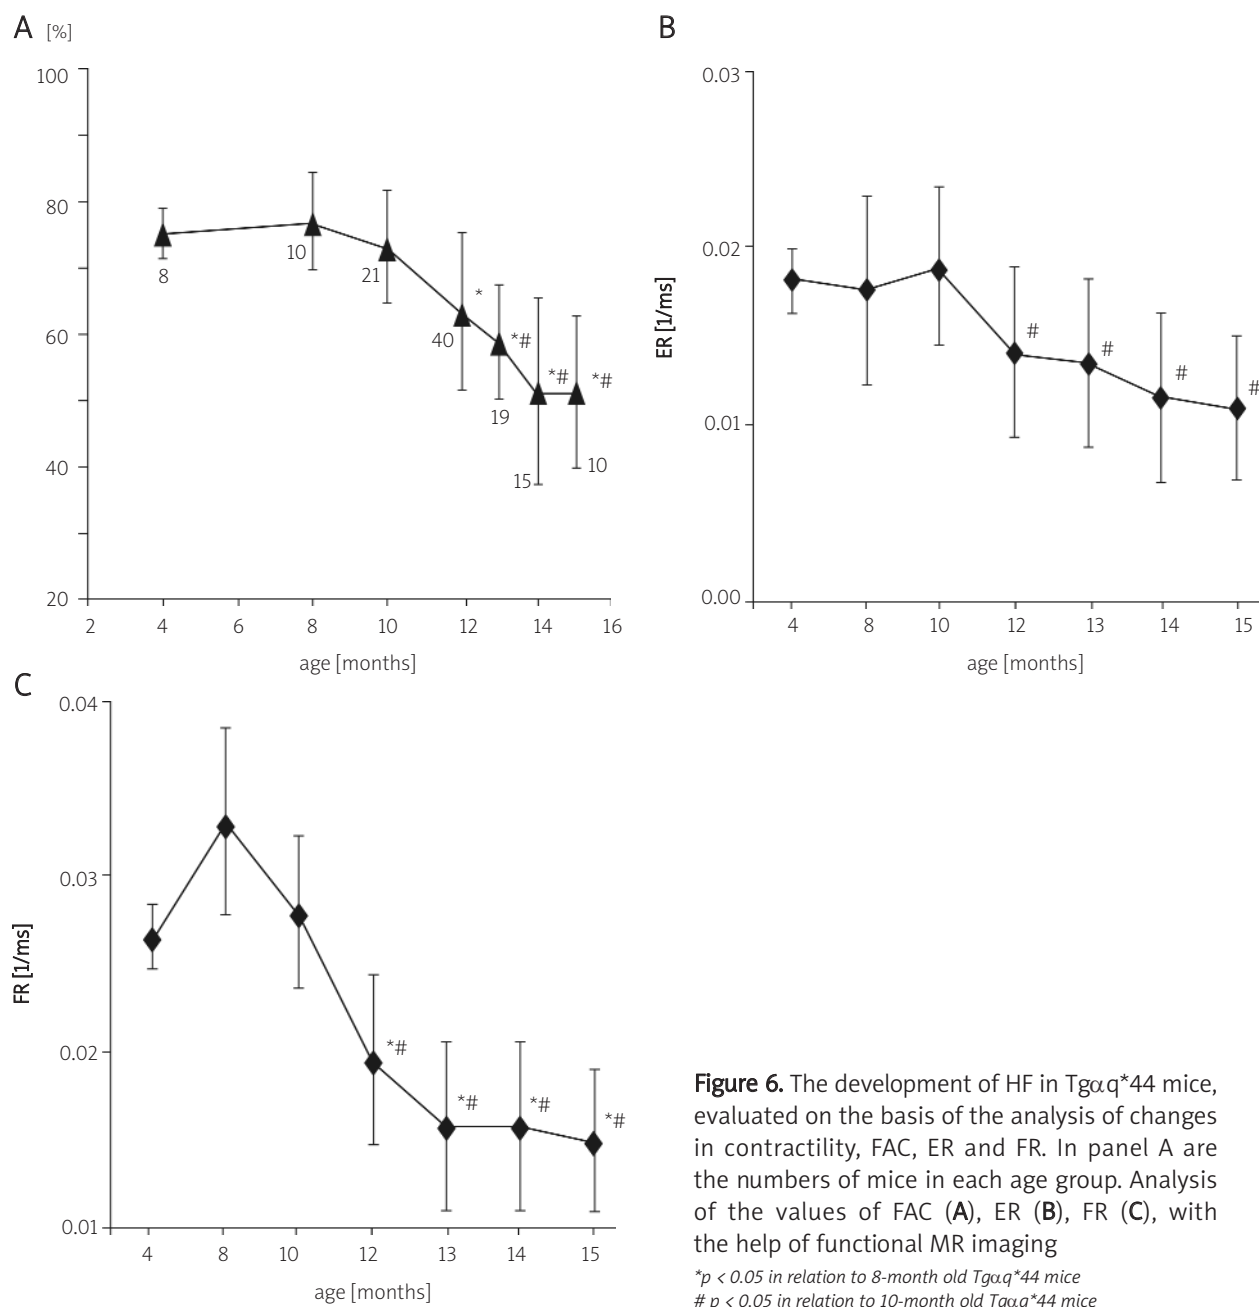 A [%]
100
80
60
40
20
8
10
21
40
*
19
*#
15
*#
10
*#
2 4 6 8 10 12 14 16
age [months]
B
ER [1/ms]
0.03
0.02
0.01
0.00
#
#
#
#
4 8 10 12 13 14 15
age [months]
C
FR [1/ms]
0.04
0.03
0.02
0.01
*#
*#
*#
*#
4 8 10 12 13 14 15
age [months]
Figure 6. The development of HF in Tgαq*44 mice,
evaluated on the basis of the analysis of changes
in contractility, FAC, ER and FR. In panel A are
the numbers of mice in each age group. Analysis
of the values of FAC (A), ER (B), FR (C), with
the help of functional MR imaging
*p < 0.05 in relation to 8-month old Tgαq*44 mice
# p < 0.05 in relation to 10-month old Tgαq*44 mice